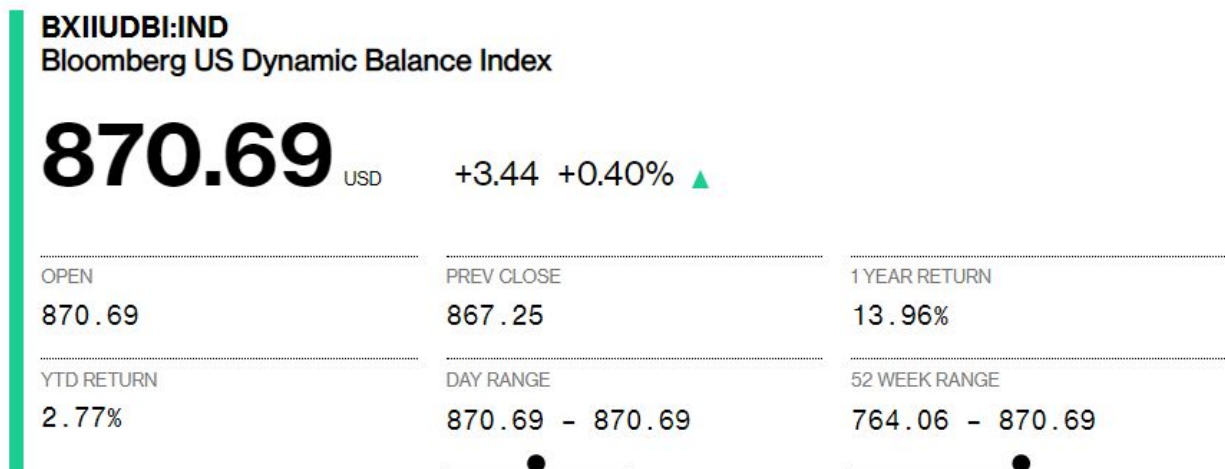 BXIIUDBI:IND
Bloomberg US Dynamic Balance Index
870.69 USD +3.44 +0.40% ▲
OPEN PREV CLOSE 1 YEAR RETURN
870.69 867.25 13.96%
YTD RETURN DAY RANGE 52 WEEK RANGE
2.77% 870.69 – 870.69 764.06 – 870.69